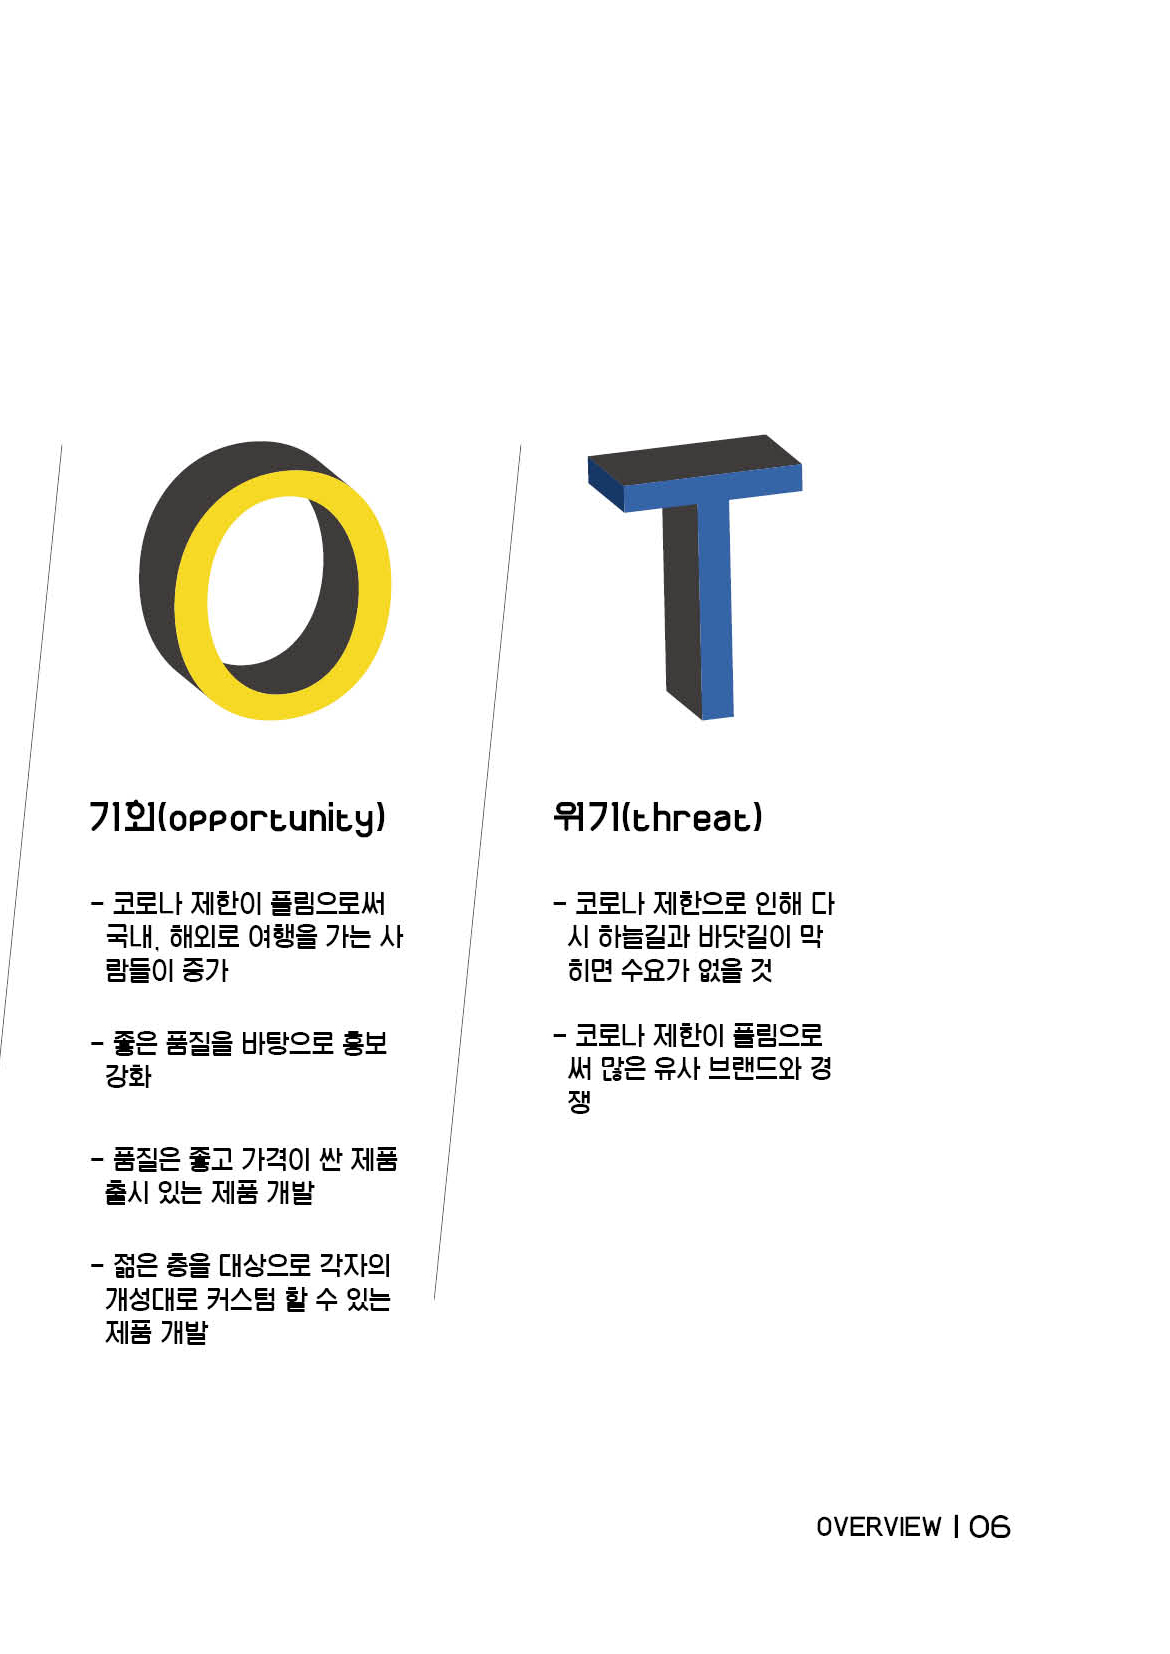 O
기회(opportunity)
- 코로나 제한이 풀림으로써
국내, 해외로 여행을 가는 사
람들이 증가
- 좋은 품질을 바탕으로 홍보
강화
- 품질은 좋고 가격이 싼 제품
출시 있는 제품 개발
- 젊은 층을 대상으로 각자의
개성대로 커스텀 할 수 있는
제품 개발
T
위기(threat)
- 코로나 제한으로 인해 다
시 하늘길과 바닷길이 막
히면 수요가 없을 것
- 코로나 제한이 풀림으로
써 많은 유사 브랜드와 경
쟁
OVERVIEW | 06